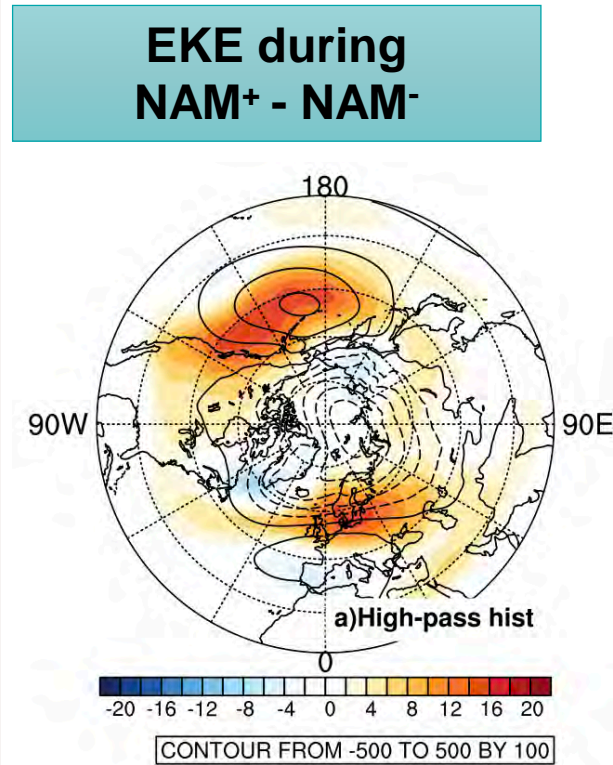 EKE during
NAM⁺ - NAM⁻
180
90W
90E
a)High-pass hist
0
-20 -16 -12 -8 -4 0 4 8 12 16 20
CONTOUR FROM -500 TO 500 BY 100